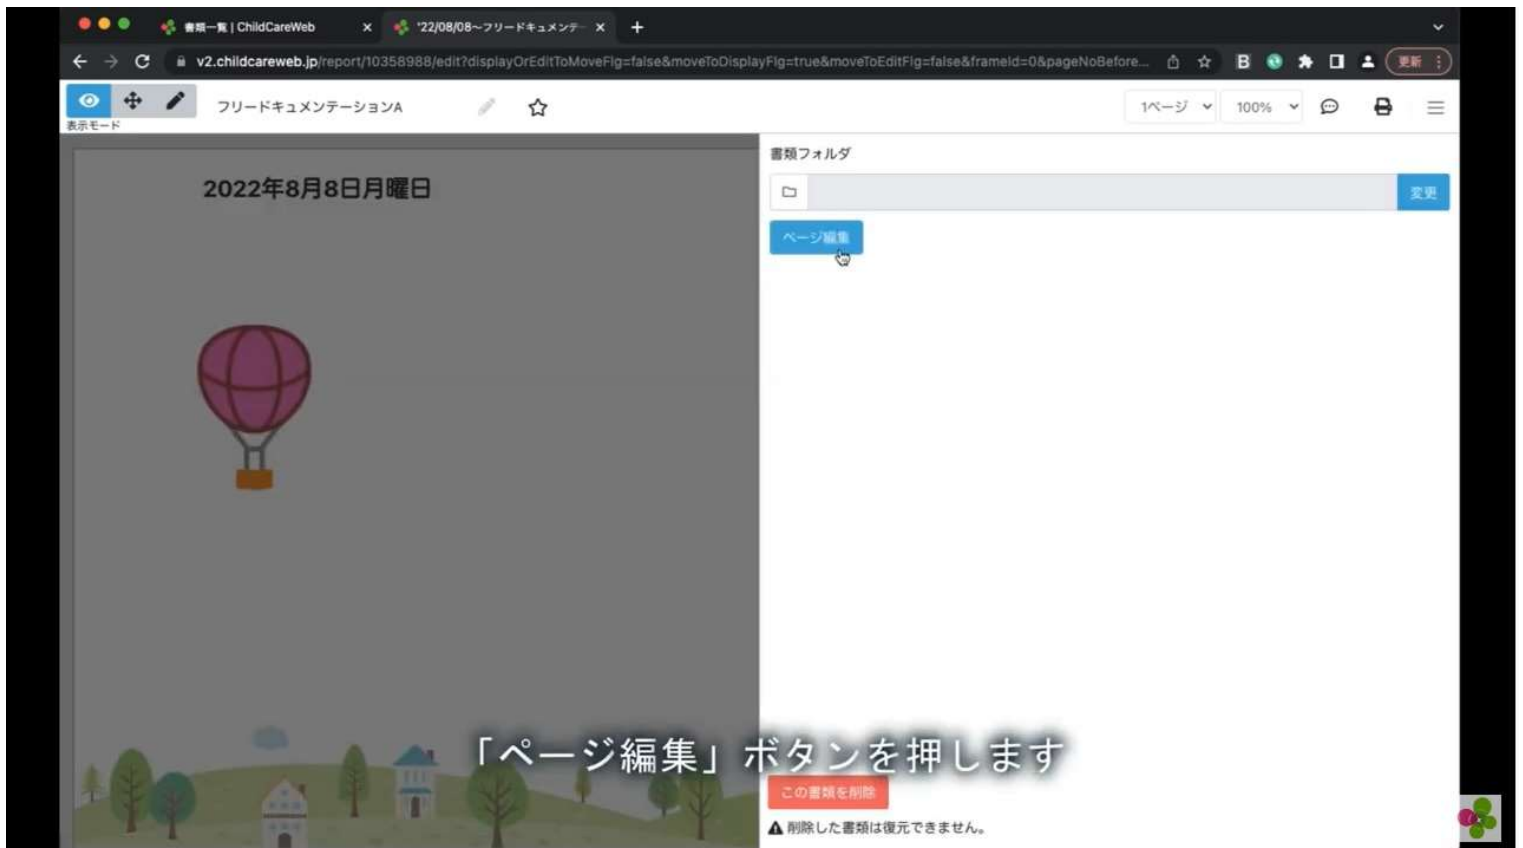 書類一覧 | ChildCareWeb
'22/08/08〜フリードキュメンテー
v2.childcareweb.jp/report/10358988/edit?displayOrEditToMoveFlg=false&moveToDisplayFlg=true&moveToEditFlg=false&frameId=0&pageNoBefore...
B
更新
フリードキュメンテーションA
1ページ
100%
表示モード
書類フォルダ
2022年8月8日月曜日
変更
ページ編集
「ページ編集」ボタンを押します
この書類を削除
削除した書類は復元できません。